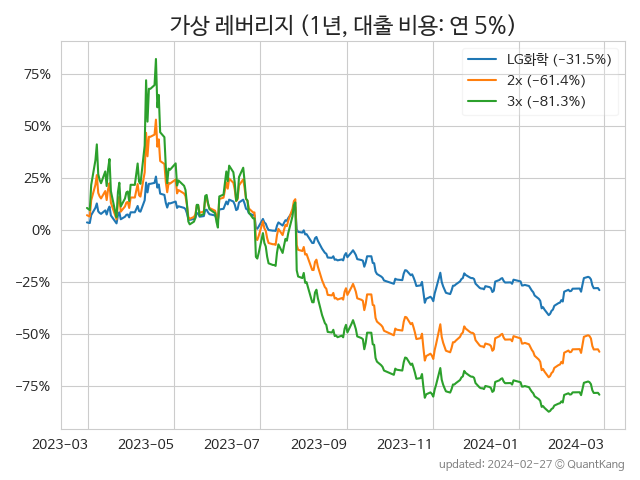 가상 레버리지 (1년, 대출 비용: 연 5%)
LG화학 (-31.5%)
2x (-61.4%)
3x (-81.3%)
75%
50%
25%
0%
−25%
−50%
−75%
2023-03 2023-05 2023-07 2023-09 2023-11 2024-01 2024-03
updated: 2024-02-27 © QuantKang